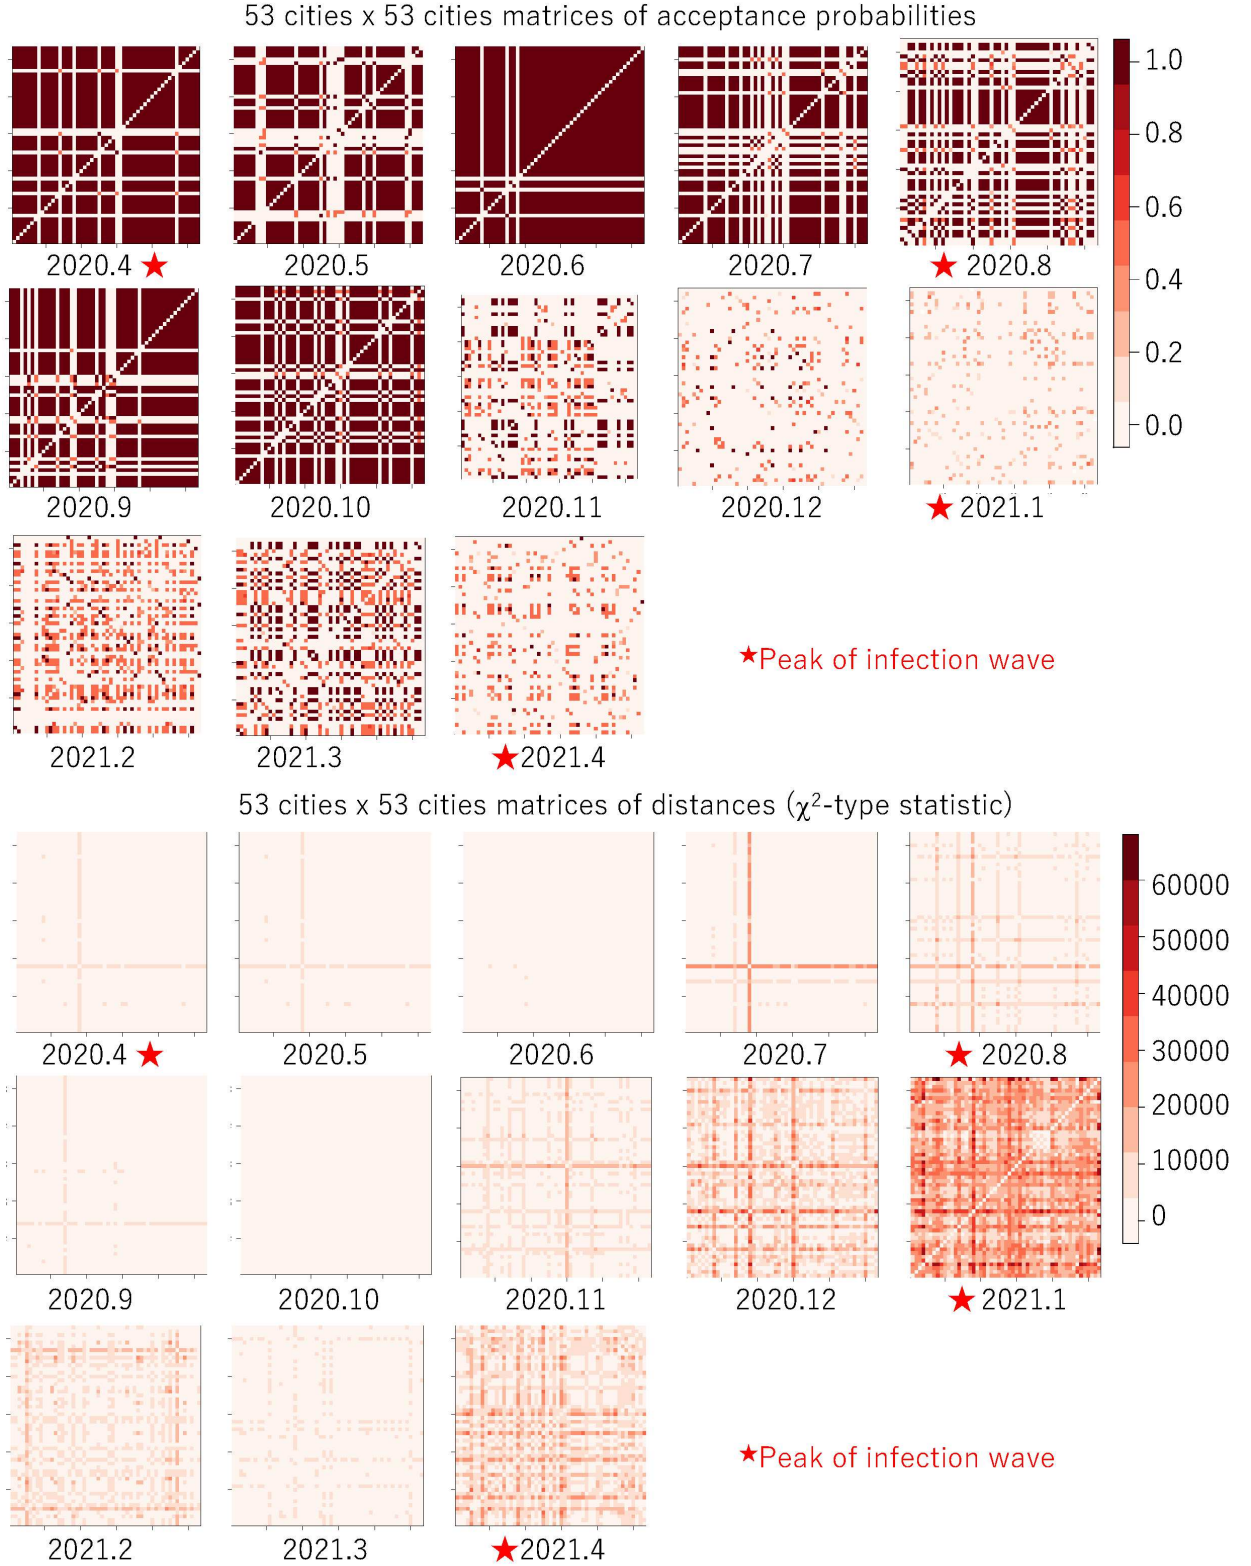 53 cities x 53 cities matrices of acceptance probabilities
2020.4 ★ 2020.5 2020.6 2020.7 ★ 2020.8
1.0
0.8
0.6
0.4
0.2
0.0
2020.9 2020.10 2020.11 2020.12 ★ 2021.1
2021.2 2021.3 ★2021.4
★Peak of infection wave
53 cities x 53 cities matrices of distances (χ²-type statistic)
2020.4 ★ 2020.5 2020.6 2020.7 ★ 2020.8
60000
50000
40000
30000
20000
10000
0
2020.9 2020.10 2020.11 2020.12 ★ 2021.1
2021.2 2021.3 ★2021.4
★Peak of infection wave